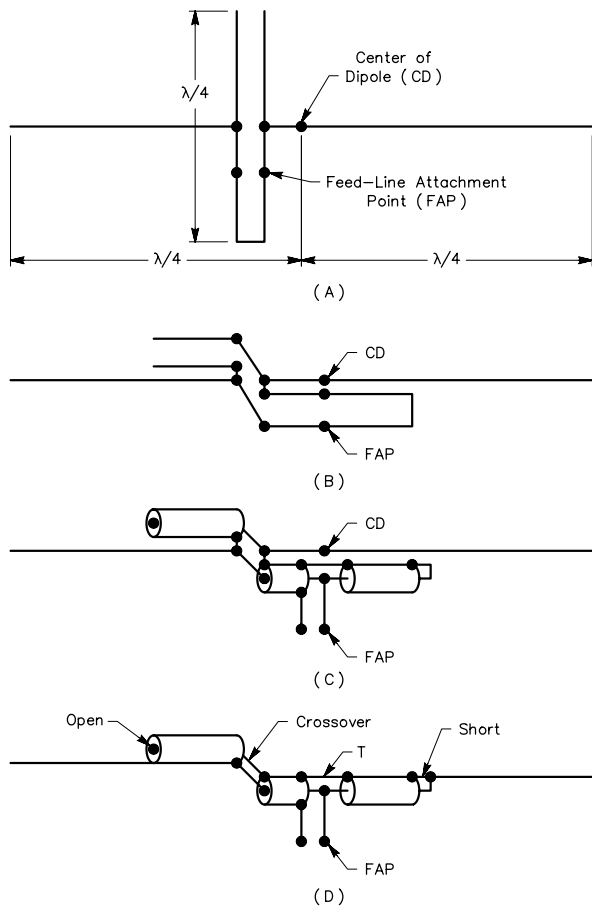 λ/4
Center of
Dipole (CD)
Feed-Line Attachment
Point (FAP)
λ/4
λ/4
(A)
CD
FAP
(B)
CD
FAP
(C)
Open
Crossover
T
Short
FAP
(D)